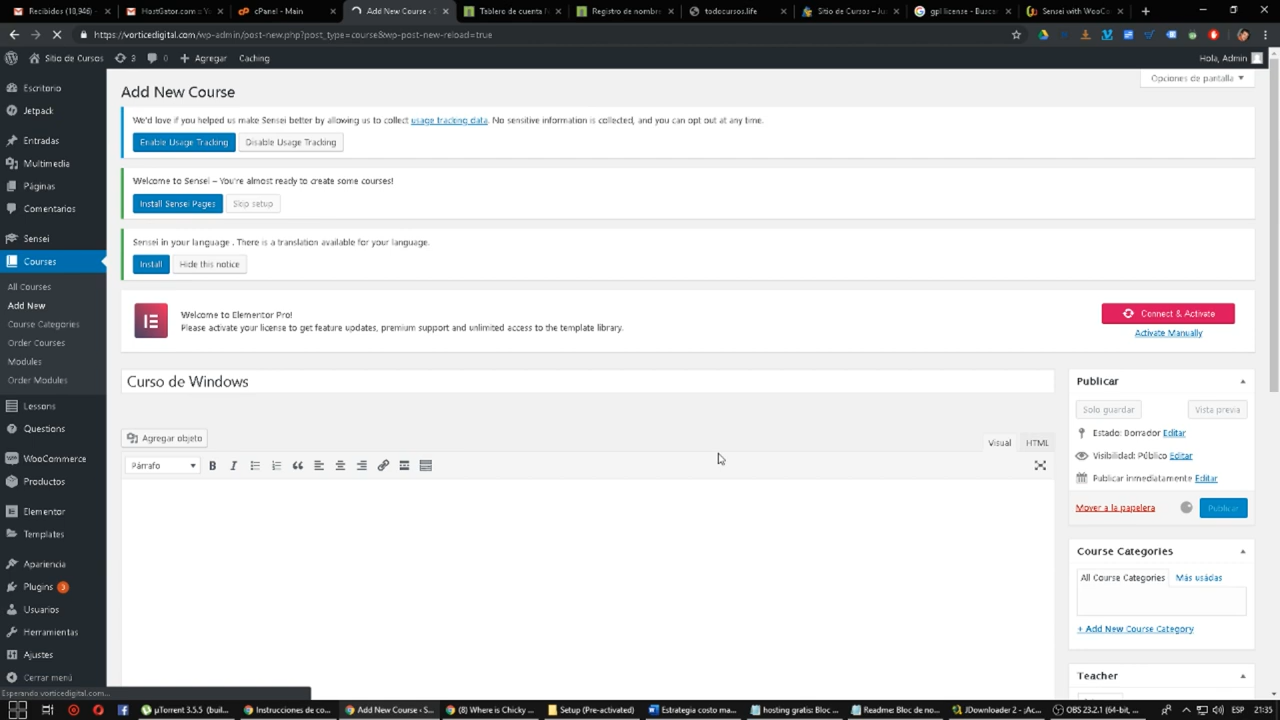 Recibidos (18,946)
HostGator.com :: V
cPanel - Main
Add New Course ‹ S
Tablero de cuenta
Registro de nombre
todocursos.life
Sitio de Cursos – Ju
gpl license - Busca
Sensei with WooCo
https://vorticedigital.com/wp-admin/post-new.php?post_type=course&wp-post-new-reload=true
Sitio de Cursos
3
0
Agregar
Caching
Hola, Admin
Opciones de pantalla
Escritorio
Jetpack
Entradas
Multimedia
Páginas
Comentarios
Sensei
Courses
All Courses
Add New
Course Categories
Order Courses
Modules
Order Modules
Lessons
Questions
WooCommerce
Productos
Elementor
Templates
Apariencia
Plugins 3
Usuarios
Herramientas
Ajustes
Cerrar menú
Add New Course
We'd love if you helped us make Sensei better by allowing us to collect usage tracking data. No sensitive information is collected, and you can opt out at any time.
Enable Usage Tracking
Disable Usage Tracking
Welcome to Sensei – You're almost ready to create some courses!
Install Sensei Pages
Skip setup
Sensei in your language . There is a translation available for your language.
Install
Hide this notice
Welcome to Elementor Pro!
Please activate your license to get feature updates, premium support and unlimited access to the template library.
Connect & Activate
Activate Manually
Curso de Windows
Agregar objeto
Visual
HTML
Párrafo
B
I
Publicar
Solo guardar
Vista previa
Estado: Borrador Editar
Visibilidad: Público Editar
Publicar inmediatamente Editar
Mover a la papelera
Publicar
Course Categories
All Course Categories
Más usadas
+ Add New Course Category
Teacher
Esperando vorticedigital.com...
µTorrent 3.5.5 (buil...
Instrucciones de co...
Add New Course ‹ S...
(8) Where is Chicky ...
Setup (Pre-activated)
Estrategia costo ma...
hosting gratis: Bloc ...
Readme: Bloc de no...
JDownloader 2 - ¡Ac...
OBS 23.2.1 (64-bit, ...
ESP
21:35